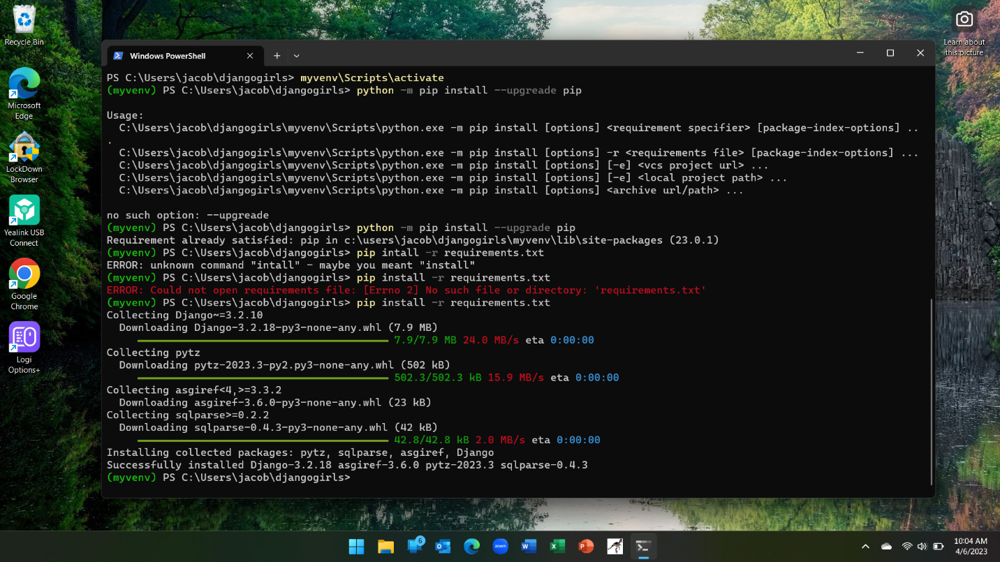 Recycle Bin
Microsoft
Edge
LockDown
Browser
Yealink USB
Connect
Google
Chrome
Logi
Options+
Learn about
this picture
Windows PowerShell
PS C:\Users\jacob\djangogirls> myvenv\Scripts\activate
(myvenv) PS C:\Users\jacob\djangogirls> python -m pip install --upgreade pip
Usage:
C:\Users\jacob\djangogirls\myvenv\Scripts\python.exe -m pip install [options] <requirement specifier> [package-index-options] ..
.
C:\Users\jacob\djangogirls\myvenv\Scripts\python.exe -m pip install [options] -r <requirements file> [package-index-options] ...
C:\Users\jacob\djangogirls\myvenv\Scripts\python.exe -m pip install [options] [-e] <vcs project url> ...
C:\Users\jacob\djangogirls\myvenv\Scripts\python.exe -m pip install [options] [-e] <local project path> ...
C:\Users\jacob\djangogirls\myvenv\Scripts\python.exe -m pip install [options] <archive url/path> ...
no such option: --upgreade
(myvenv) PS C:\Users\jacob\djangogirls> python -m pip install --upgrade pip
Requirement already satisfied: pip in c:\users\jacob\djangogirls\myvenv\lib\site-packages (23.0.1)
(myvenv) PS C:\Users\jacob\djangogirls> pip intall -r requirements.txt
ERROR: unknown command "intall" - maybe you meant "install"
(myvenv) PS C:\Users\jacob\djangogirls> pip install -r requirements.txt
ERROR: Could not open requirements file: [Errno 2] No such file or directory: 'requirements.txt'
(myvenv) PS C:\Users\jacob\djangogirls> pip install -r requirements.txt
Collecting Django~=3.2.10
Downloading Django-3.2.18-py3-none-any.whl (7.9 MB)
7.9/7.9 MB 24.0 MB/s eta 0:00:00
Collecting pytz
Downloading pytz-2023.3-py2.py3-none-any.whl (502 kB)
502.3/502.3 kB 15.9 MB/s eta 0:00:00
Collecting asgiref<4,>=3.3.2
Downloading asgiref-3.6.0-py3-none-any.whl (23 kB)
Collecting sqlparse>=0.2.2
Downloading sqlparse-0.4.3-py3-none-any.whl (42 kB)
42.8/42.8 kB 2.0 MB/s eta 0:00:00
Installing collected packages: pytz, sqlparse, asgiref, Django
Successfully installed Django-3.2.18 asgiref-3.6.0 pytz-2023.3 sqlparse-0.4.3
(myvenv) PS C:\Users\jacob\djangogirls>
6
zoom
10:04 AM
4/6/2023